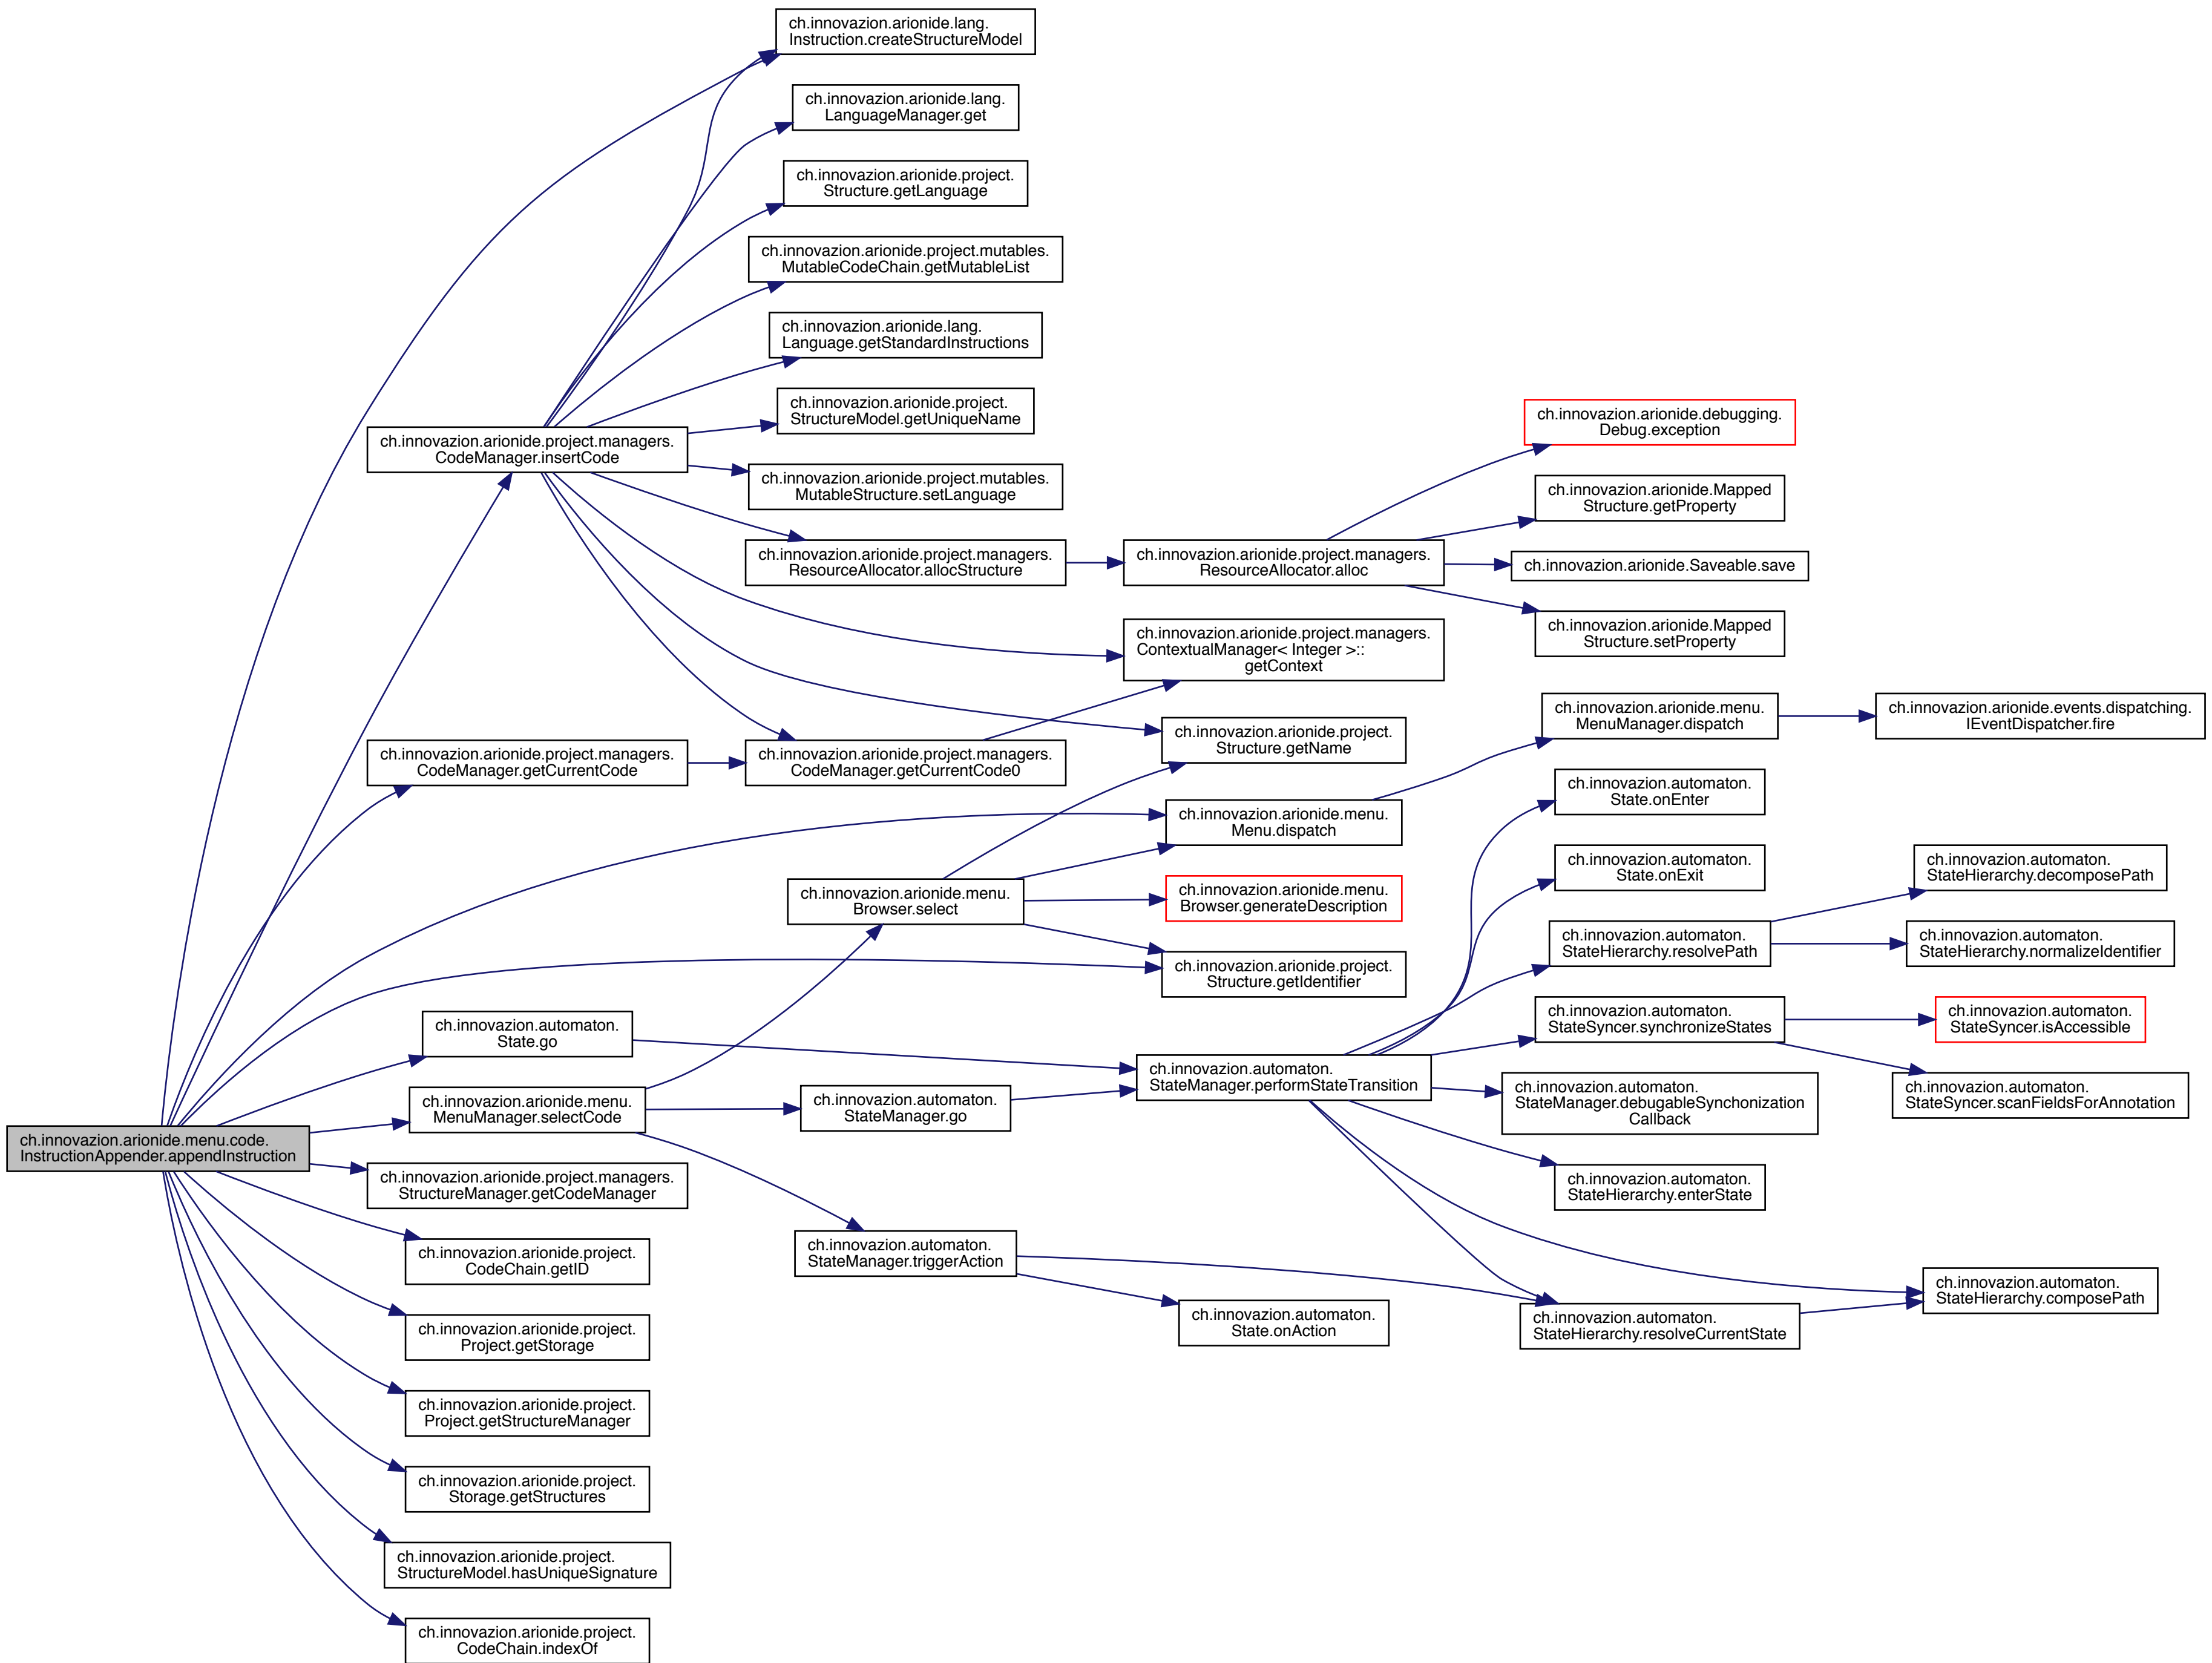 ch.innovazion.arionide.lang.
Instruction.createStructureModel
ch.innovazion.arionide.lang.
LanguageManager.get
ch.innovazion.arionide.project.
Structure.getLanguage
ch.innovazion.arionide.project.mutables.
MutableCodeChain.getMutableList
ch.innovazion.arionide.lang.
Language.getStandardInstructions
ch.innovazion.arionide.project.
StructureModel.getUniqueName
ch.innovazion.arionide.project.managers.
CodeManager.insertCode
ch.innovazion.arionide.project.mutables.
MutableStructure.setLanguage
ch.innovazion.arionide.project.managers.
ResourceAllocator.allocStructure
ch.innovazion.arionide.project.managers.
ResourceAllocator.alloc
ch.innovazion.arionide.debugging.
Debug.exception
ch.innovazion.arionide.Mapped
Structure.getProperty
ch.innovazion.arionide.Saveable.save
ch.innovazion.arionide.Mapped
Structure.setProperty
ch.innovazion.arionide.project.managers.
ContextualManager< Integer >::
getContext
ch.innovazion.arionide.project.
Structure.getName
ch.innovazion.arionide.project.managers.
CodeManager.getCurrentCode
ch.innovazion.arionide.project.managers.
CodeManager.getCurrentCode0
ch.innovazion.arionide.menu.
MenuManager.dispatch
ch.innovazion.arionide.events.dispatching.
IEventDispatcher.fire
ch.innovazion.arionide.menu.
Menu.dispatch
ch.innovazion.automaton.
State.onEnter
ch.innovazion.arionide.menu.
Browser.select
ch.innovazion.arionide.menu.
Browser.generateDescription
ch.innovazion.automaton.
State.onExit
ch.innovazion.automaton.
StateHierarchy.decomposePath
ch.innovazion.arionide.project.
Structure.getIdentifier
ch.innovazion.automaton.
StateHierarchy.resolvePath
ch.innovazion.automaton.
StateHierarchy.normalizeIdentifier
ch.innovazion.automaton.
State.go
ch.innovazion.automaton.
StateSyncer.synchronizeStates
ch.innovazion.automaton.
StateSyncer.isAccessible
ch.innovazion.automaton.
StateManager.performStateTransition
ch.innovazion.arionide.menu.
MenuManager.selectCode
ch.innovazion.automaton.
StateManager.go
ch.innovazion.automaton.
StateManager.debugableSynchonization
Callback
ch.innovazion.automaton.
StateSyncer.scanFieldsForAnnotation
ch.innovazion.arionide.menu.code.
InstructionAppender.appendInstruction
ch.innovazion.arionide.project.managers.
StructureManager.getCodeManager
ch.innovazion.automaton.
StateHierarchy.enterState
ch.innovazion.arionide.project.
CodeChain.getID
ch.innovazion.automaton.
StateManager.triggerAction
ch.innovazion.automaton.
StateHierarchy.composePath
ch.innovazion.automaton.
State.onAction
ch.innovazion.automaton.
StateHierarchy.resolveCurrentState
ch.innovazion.arionide.project.
Project.getStorage
ch.innovazion.arionide.project.
Project.getStructureManager
ch.innovazion.arionide.project.
Storage.getStructures
ch.innovazion.arionide.project.
StructureModel.hasUniqueSignature
ch.innovazion.arionide.project.
CodeChain.indexOf